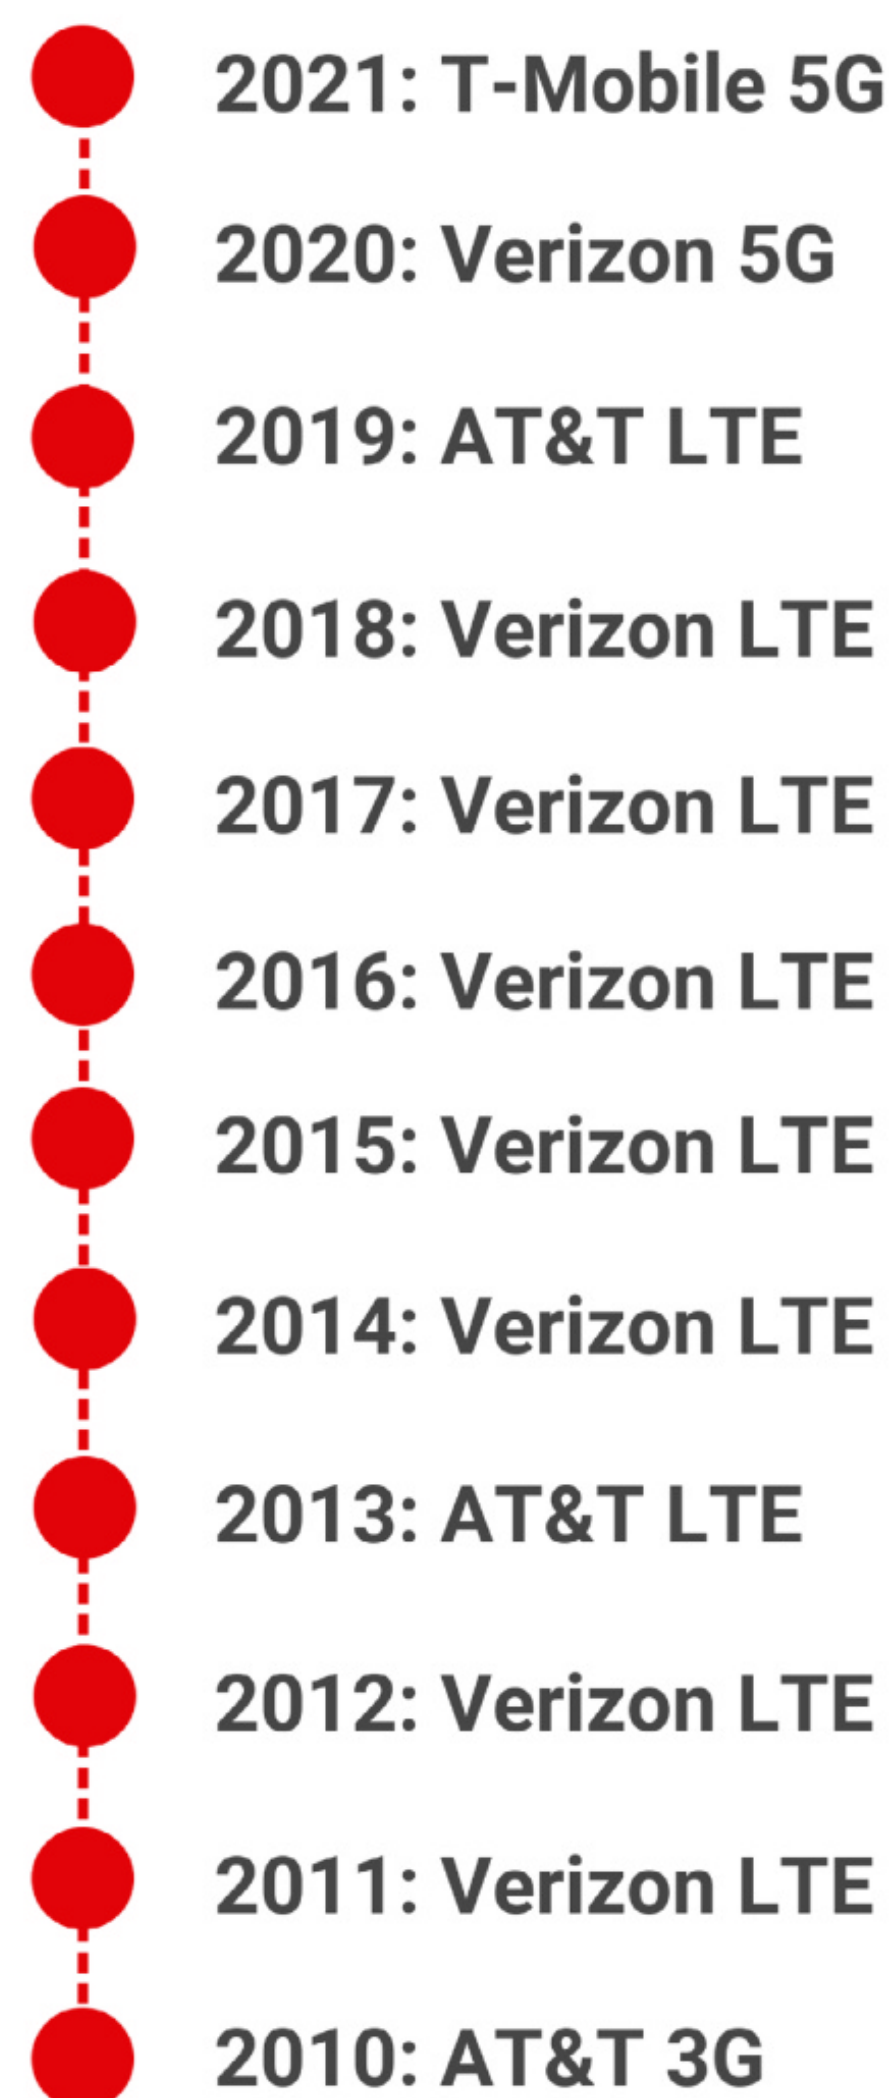 2021: T-Mobile 5G
2020: Verizon 5G
2019: AT&T LTE
2018: Verizon LTE
2017: Verizon LTE
2016: Verizon LTE
2015: Verizon LTE
2014: Verizon LTE
2013: AT&T LTE
2012: Verizon LTE
2011: Verizon LTE
2010: AT&T 3G